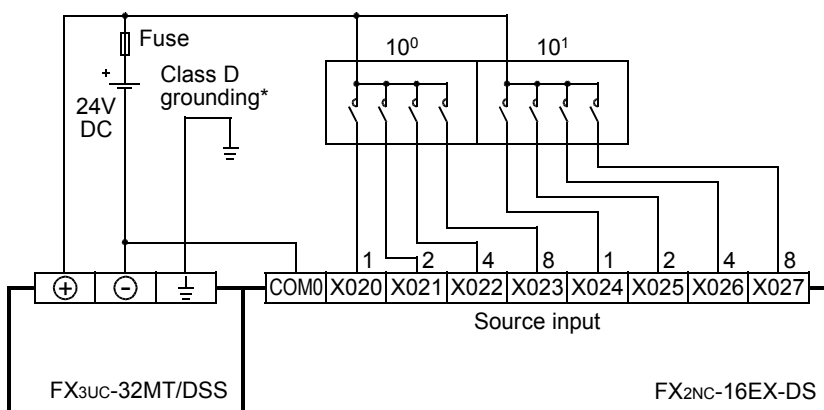 Fuse
10⁰ 10¹
+
24V
DC
Class D
grounding*
1 2 4 8 1 2 4 8
+ - COM0 X020 X021 X022 X023 X024 X025 X026 X027
Source input
FX3UC-32MT/DSS FX2NC-16EX-DS